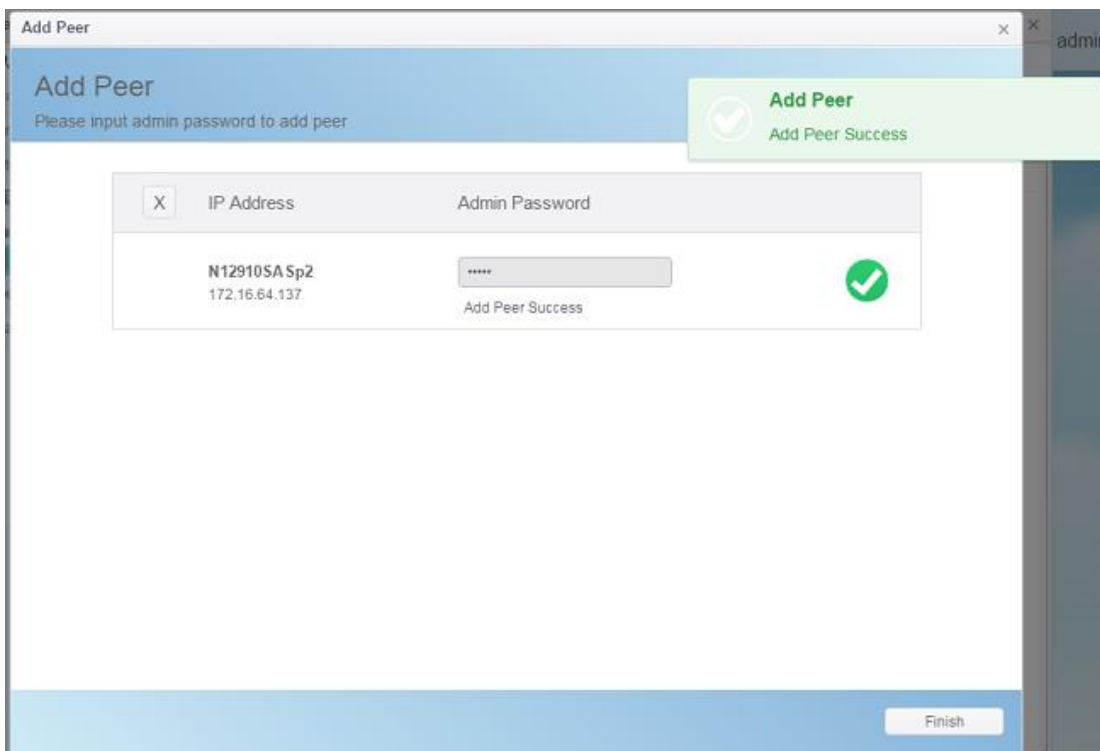 Add Peer
admi
Add Peer
Please input admin password to add peer
Add Peer
Add Peer Success
X IP Address Admin Password
N12910SA Sp2
172.16.64.137
•••••
Add Peer Success
Finish